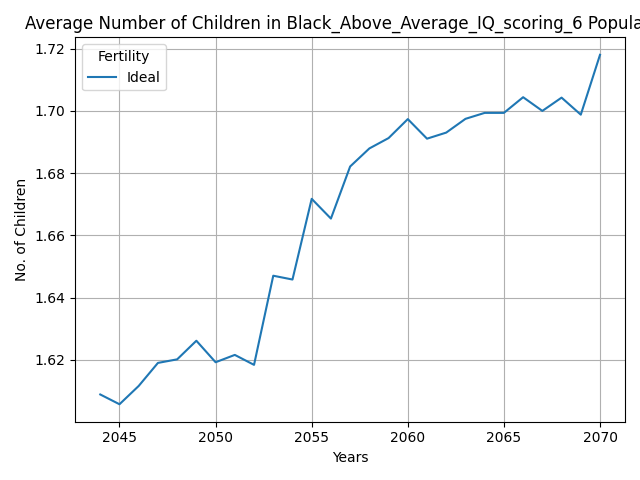 Average Number of Children in Black_Above_Average_IQ_scoring_6 Popula
Fertility
Ideal
No. of Children
1.72
1.70
1.68
1.66
1.64
1.62
2045 2050 2055 2060 2065 2070
Years